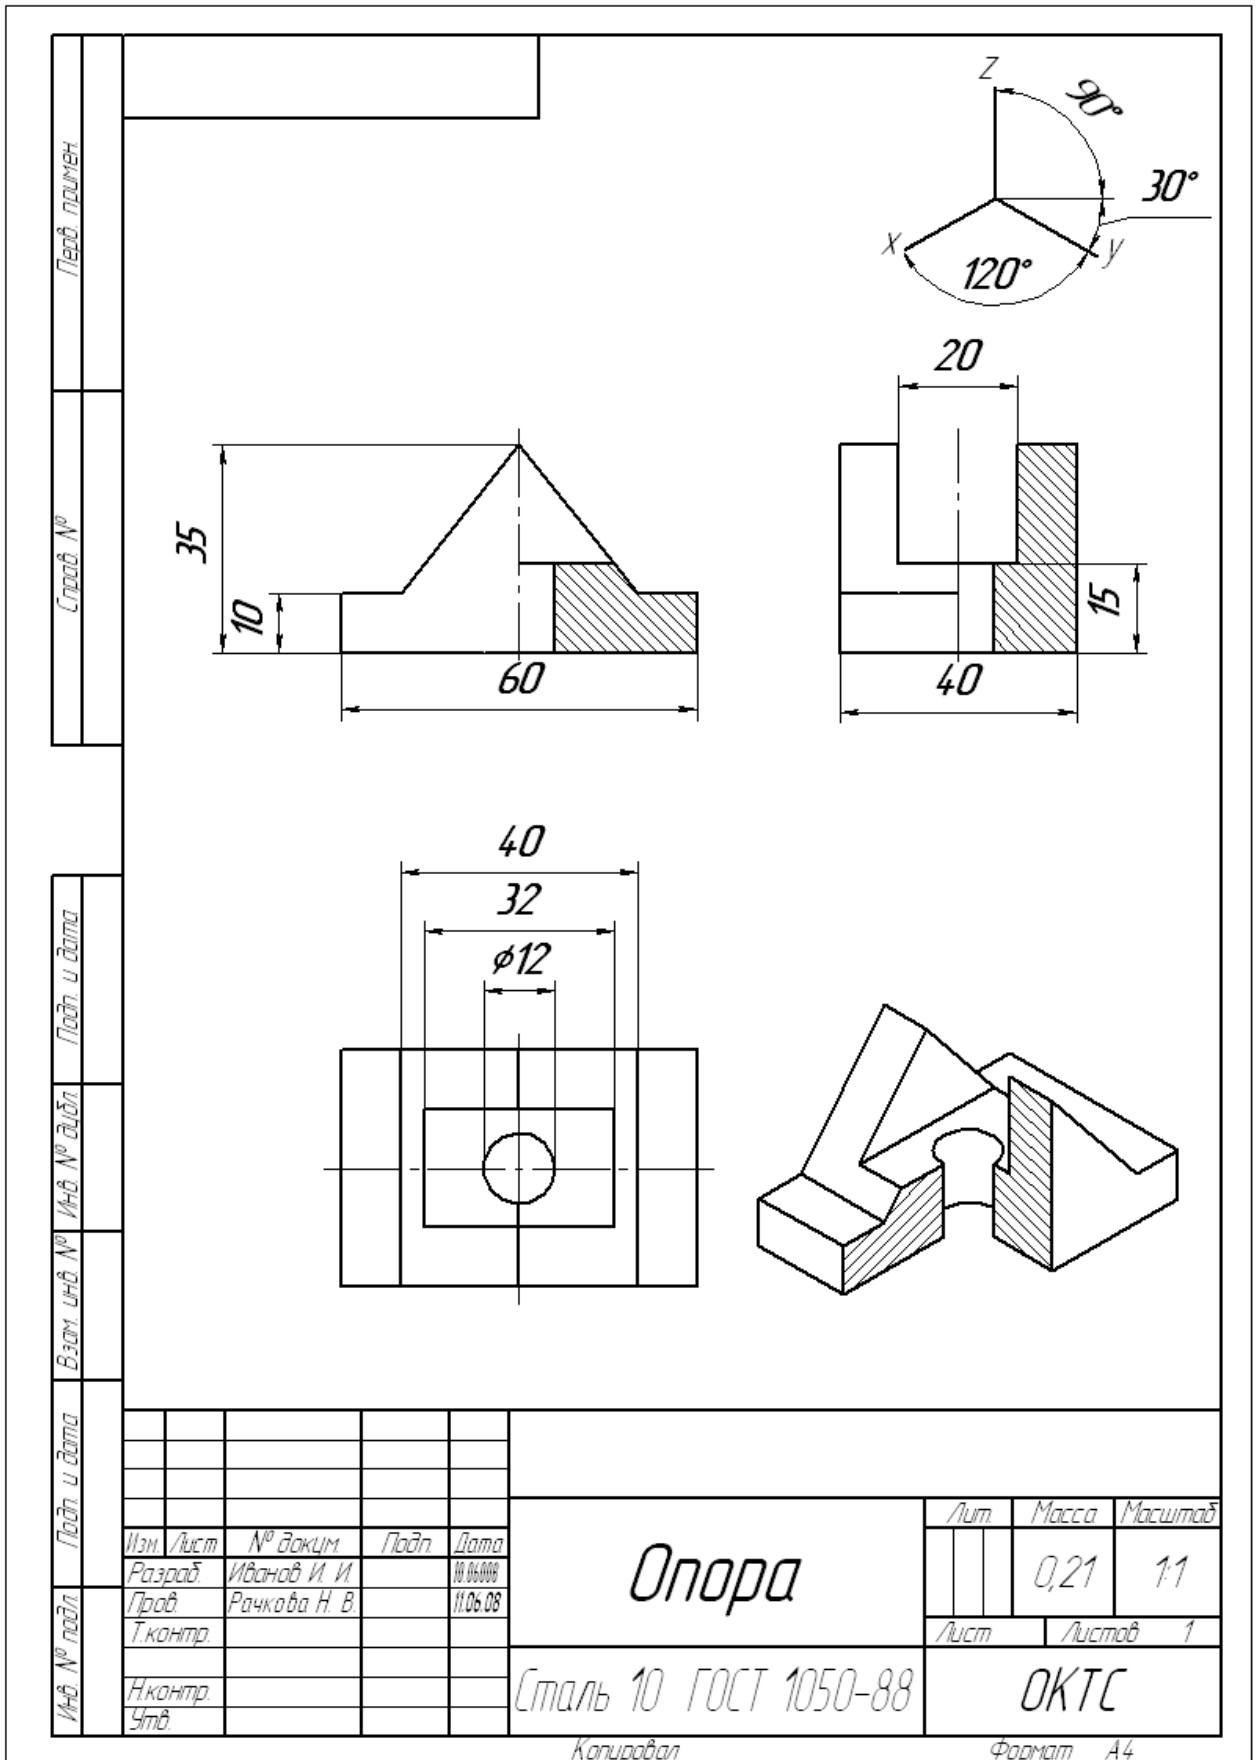 Перв. примен.
Справ. №
Подп. и дата
Инв. № дубл.
Взам. инв. №
Подп. и дата
Инв. № подл.
Z
90°
30°
X
120°
y
20
35
10
60
15
40
40
32
⌀12
Изм. Лист № докум. Подп. Дата
Разраб. Иванов И. И.
Пров. Рачкова Н. В. 11.06.08
Т.контр.
Н.контр.
Утв.
Опора
Сталь 10 ГОСТ 1050-88
Лит. Масса Масштаб
0,21 1:1
Лист Листов 1
ОКТС
Копировал Формат А4